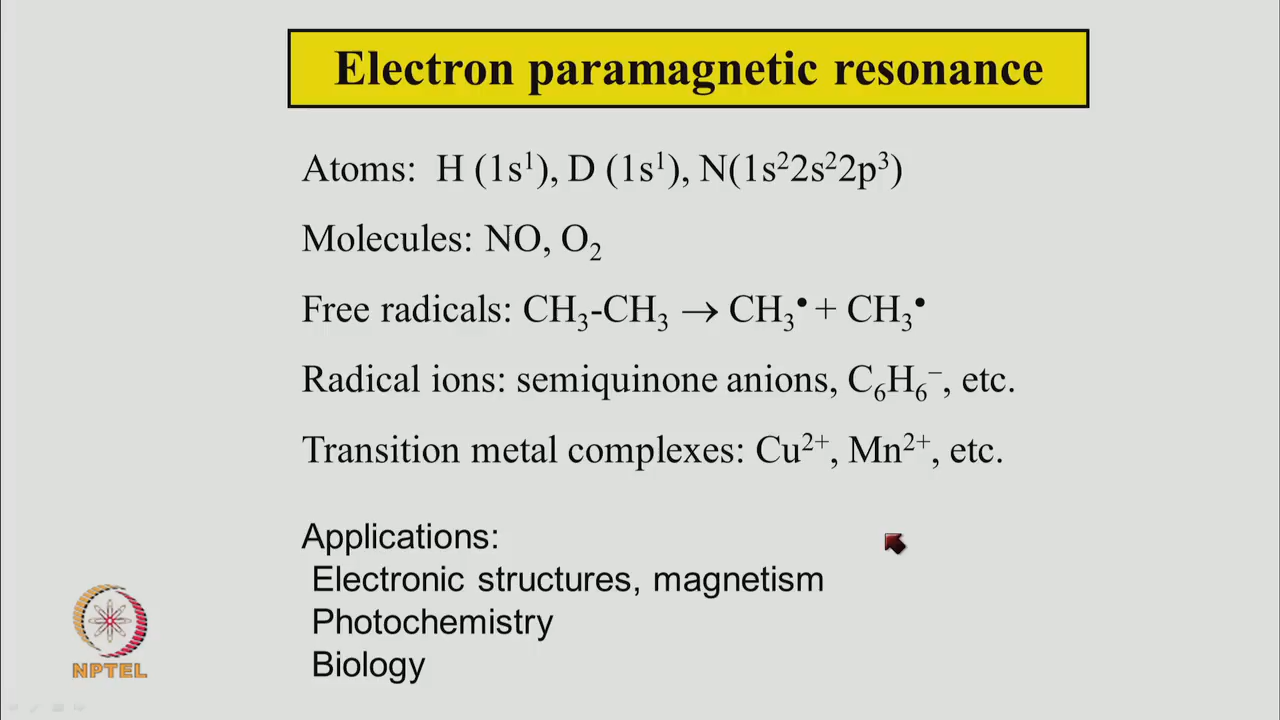 Electron paramagnetic resonance
Atoms: H (1s¹), D (1s¹), N(1s²2s²2p³)
Molecules: NO, O₂
Free radicals: CH₃-CH₃ → CH₃• + CH₃•
Radical ions: semiquinone anions, C₆H₆⁻, etc.
Transition metal complexes: Cu²⁺, Mn²⁺, etc.
Applications:
Electronic structures, magnetism
Photochemistry
Biology
NPTEL